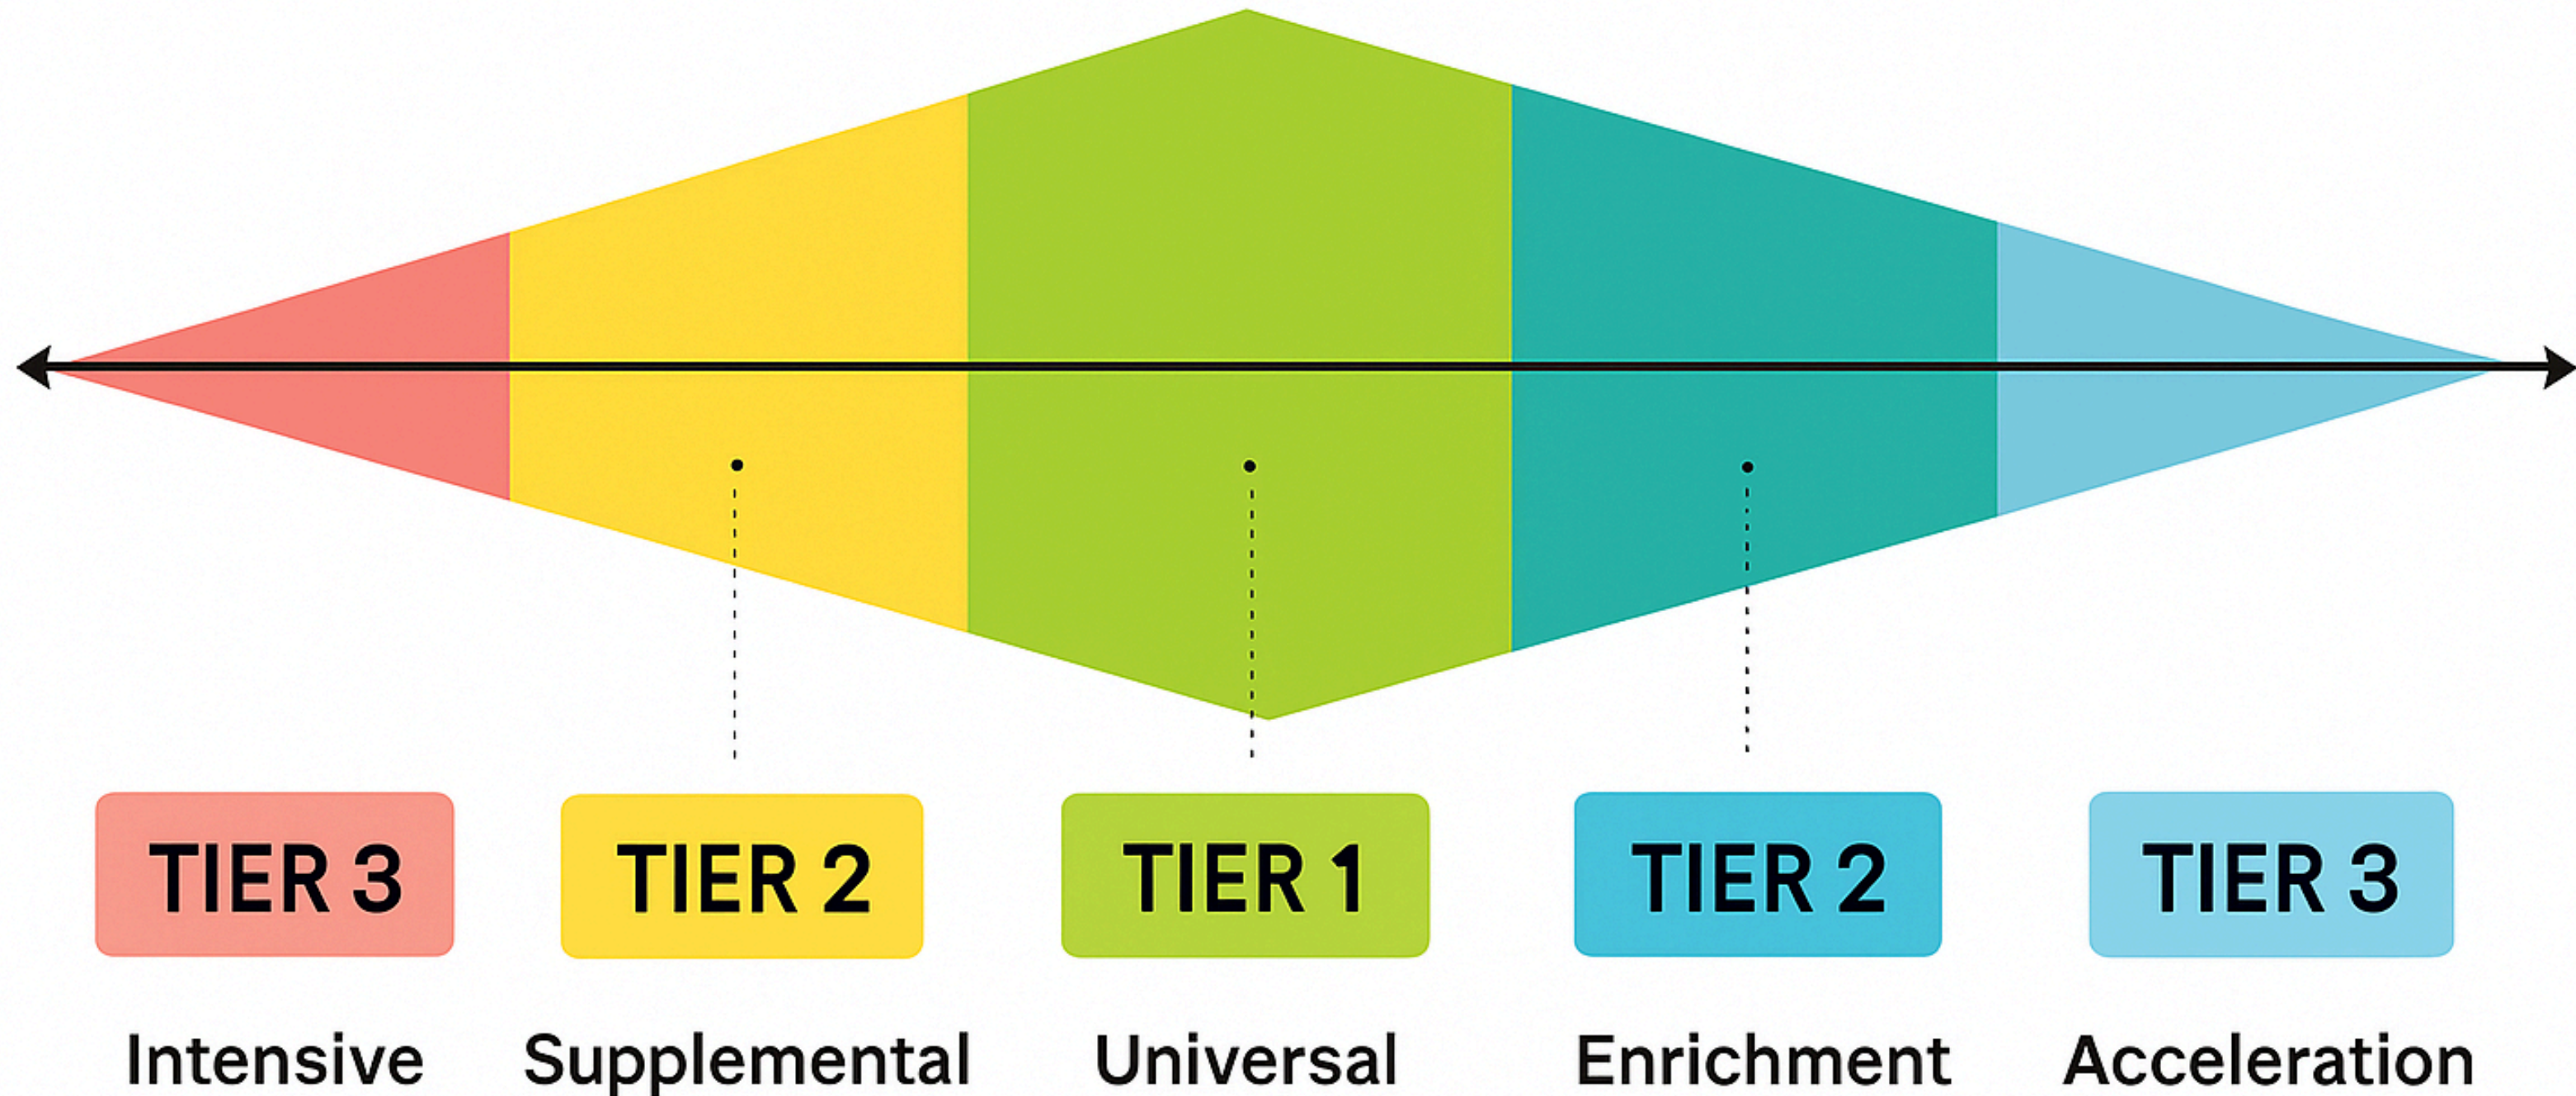 TIER 3 TIER 2 TIER 1 TIER 2 TIER 3
Intensive Supplemental Universal Enrichment Acceleration